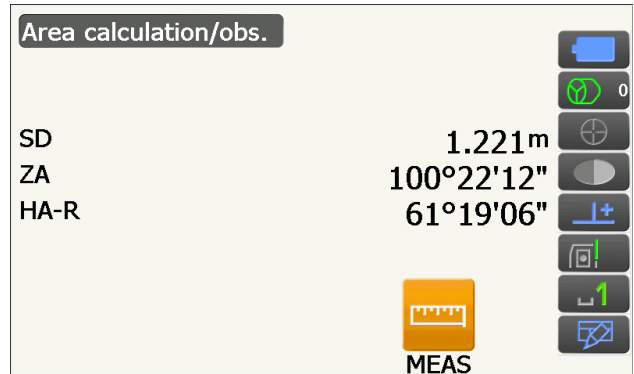 Area calculation/obs.
0
SD 1.221m
ZA 100°22'12"
HA-R 61°19'06"
1
MEAS